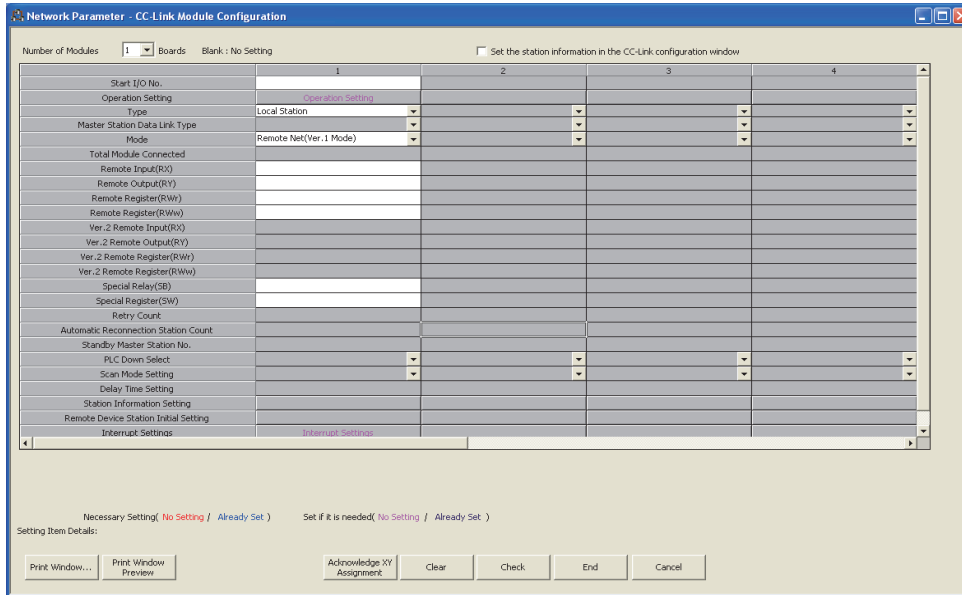 Network Parameter - CC-Link Module Configuration
Number of Modules 1 Boards Blank : No Setting Set the station information in the CC-Link configuration window
1 2 3 4
Start I/O No.
Operation Setting Operation Setting
Type Local Station
Master Station Data Link Type
Mode Remote Net(Ver.1 Mode)
Total Module Connected
Remote Input(RX)
Remote Output(RY)
Remote Register(RWr)
Remote Register(RWw)
Ver.2 Remote Input(RX)
Ver.2 Remote Output(RY)
Ver.2 Remote Register(RWr)
Ver.2 Remote Register(RWw)
Special Relay(SB)
Special Register(SW)
Retry Count
Automatic Reconnection Station Count
Standby Master Station No.
PLC Down Select
Scan Mode Setting
Delay Time Setting
Station Information Setting
Remote Device Station Initial Setting
Interrupt Settings Interrupt Settings
Necessary Setting( No Setting / Already Set ) Set if it is needed( No Setting / Already Set )
Setting Item Details:
Print Window... Print Window Preview Acknowledge XY Assignment Clear Check End Cancel